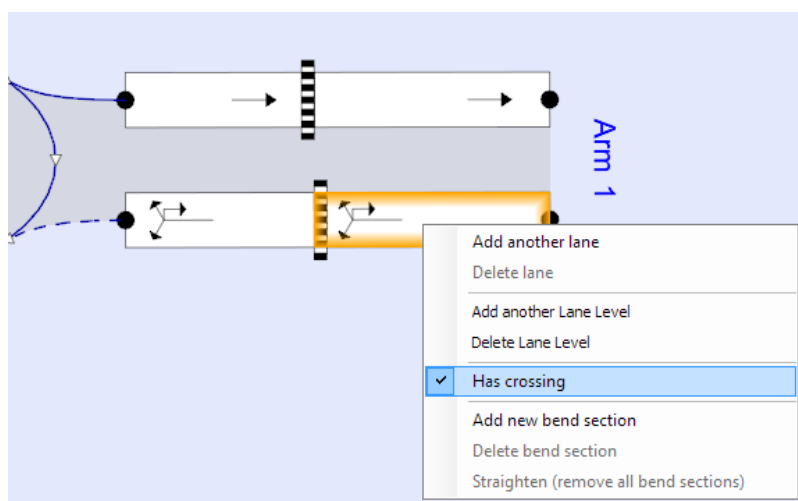 Arm 1
Add another lane
Delete lane
Add another Lane Level
Delete Lane Level
Has crossing
Add new bend section
Delete bend section
Straighten (remove all bend sections)